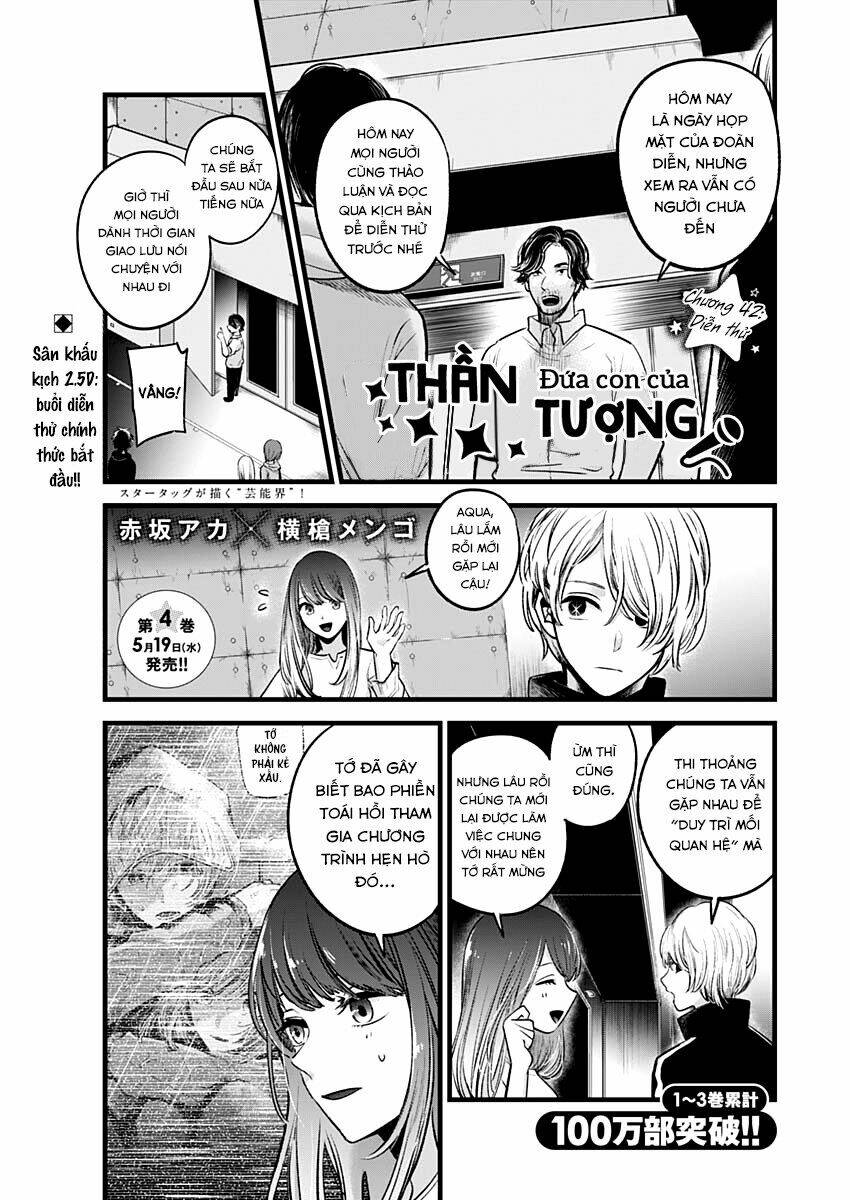 HÔM NAY
LÀ NGÀY HỌP
MẶT CỦA ĐOÀN
DIỄN, NHƯNG
XEM RA VẪN CÓ
NGƯỜI CHƯA
ĐẾN
HÔM NAY
MỌI NGƯỜI
CÙNG THẢO
LUẬN VÀ ĐỌC
QUA KỊCH BẢN
ĐỂ DIỄN THỬ
TRƯỚC NHÉ
Chương 42:
Diễn thử
THẦN
Đứa con của
TƯỢNG
CHÚNG
TA SẼ BẮT
ĐẦU SAU NỬA
TIẾNG NỮA
GIỜ THÌ
MỌI NGƯỜI
DÀNH THỜI GIAN
GIAO LƯU NÓI
CHUYỆN VỚI
NHAU ĐI
VÂNG!
Sân khấu
kịch 2.5D:
buổi diễn
thử chính
thức bắt
đầu!!
スタータッグが描く“芸能界”!
赤坂アカ×横槍メンゴ
AQUA,
LÂU LẮM
RỒI MỚI
GẶP LẠI
CẬU!
第4巻
5月19日(水)
発売!!
THI THOẢNG
CHÚNG TA VẪN
GẶP NHAU ĐỂ
“DUY TRÌ MỐI
QUAN HỆ” MÀ
ỪM THÌ
CŨNG
ĐÚNG.
NHƯNG LÂU RỒI
CHÚNG TA MỚI
LẠI ĐƯỢC LÀM
VIỆC CHUNG
VỚI NHAU NÊN
TỚ RẤT MỪNG
TỚ ĐÃ GÂY
BIẾT BAO PHIỀN
TOÁI HỒI THAM
GIA CHƯƠNG
TRÌNH HẸN HÒ
ĐÓ...
TỚ
KHÔNG
PHẢI KẺ
XẤU.
1～3巻累計
100万部突破!!